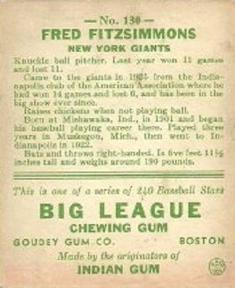 — No. 130 —
FRED FITZSIMMONS
NEW YORK GIANTS
Knuckle ball pitcher. Last year won 11 games
and lost 11.
Came to the giants in 1925 from the India-
napolis club of the American Association where he
had won 14 games and lost 6, and has been in the
big show ever since.
Raises chickens when not playing ball.
Born at Mishawaka, Ind., in 1901 and began
his baseball playing career there. Played three
years in Muskegon, Mich., then went to In-
dianapolis in 1922.
Bats and throws right-handed. Is five feet 11½
inches tall and weighs around 190 pounds.
This is one of a series of 240 Baseball Stars
BIG LEAGUE
CHEWING GUM
GOUDEY GUM CO. BOSTON
Made by the originators of
INDIAN GUM